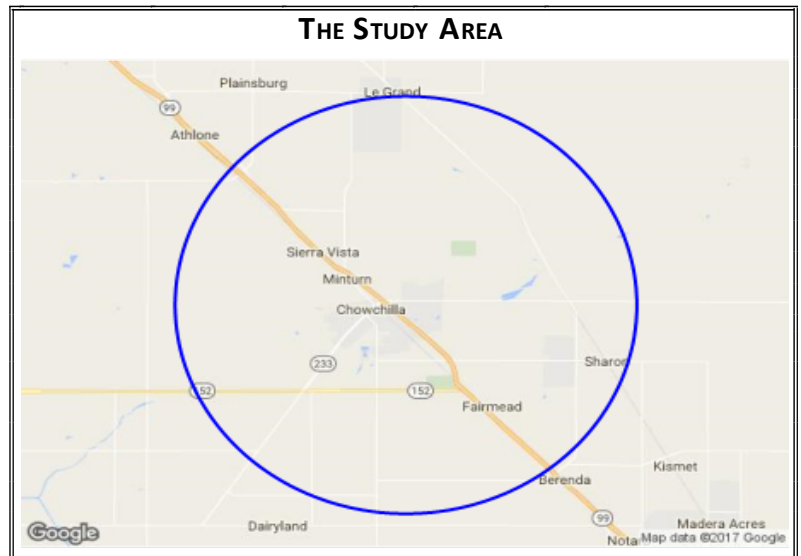 THE STUDY AREA
Plainsburg
Le Grand
99
Athlone
Sierra Vista
Minturn
Chowchilla
233
Sharon
152
152
Fairmead
Kismet
Berenda
99
Madera Acres
Dairyland
Google
Nota
Map data ©2017 Google